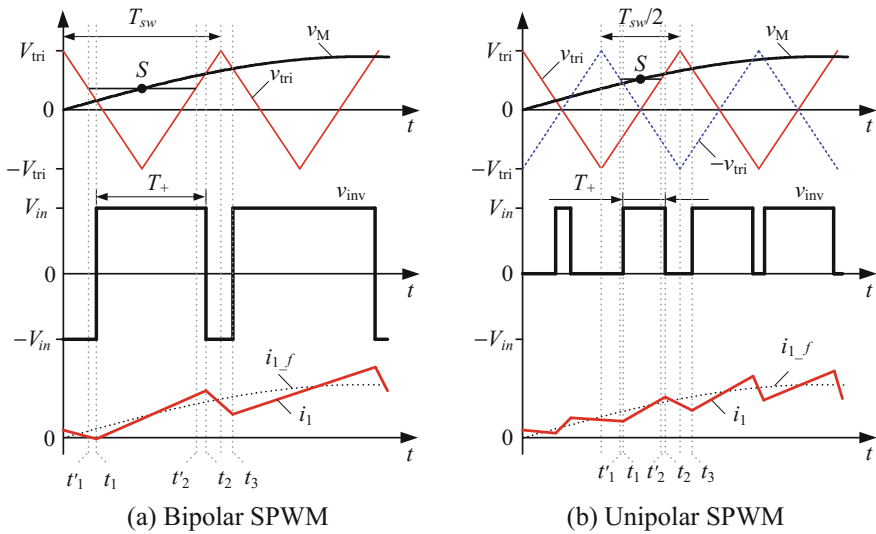 T_sw
V_tri
S
v_M
v_tri
0
t
−V_tri
T_+
V_in
v_inv
0
t
−V_in
i_1_f
i_1
0
t
t'_1 t_1 t'_2 t_2 t_3
(a) Bipolar SPWM
T_sw/2
V_tri
v_tri
S
v_M
0
t
−V_tri
−v_tri
T_+
V_in
v_inv
0
t
−V_in
i_1_f
i_1
0
t
t'_1 t_1 t'_2 t_2 t_3
(b) Unipolar SPWM